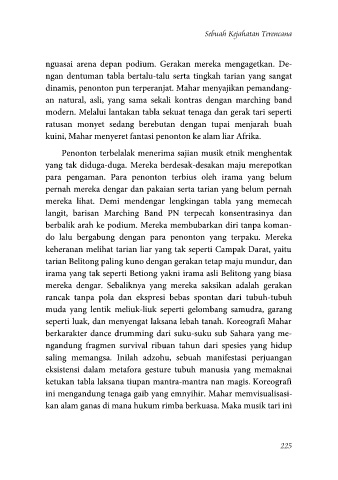 Sebuah Kejahatan Terencana
nguasai arena depan podium. Gerakan mereka mengagetkan. De-
ngan dentuman tabla bertalu-talu serta tingkah tarian yang sangat
dinamis, penonton pun terperanjat. Mahar menyajikan pemandang-
an natural, asli, yang sama sekali kontras dengan marching band
modern. Melalui lantakan tabla sekuat tenaga dan gerak tari seperti
ratusan monyet sedang berebutan dengan tupai menjarah buah
kuini, Mahar menyeret fantasi penonton ke alam liar Afrika.
Penonton terbelalak menerima sajian musik etnik menghentak
yang tak diduga-duga. Mereka berdesak-desakan maju merepotkan
para pengaman. Para penonton terbius oleh irama yang belum
pernah mereka dengar dan pakaian serta tarian yang belum pernah
mereka lihat. Demi mendengar lengkingan tabla yang memecah
langit, barisan Marching Band PN terpecah konsentrasinya dan
berbalik arah ke podium. Mereka membubarkan diri tanpa koman-
do lalu bergabung dengan para penonton yang terpaku. Mereka
keheranan melihat tarian liar yang tak seperti Campak Darat, yaitu
tarian Belitong paling kuno dengan gerakan tetap maju mundur, dan
irama yang tak seperti Betiong yakni irama asli Belitong yang biasa
mereka dengar. Sebaliknya yang mereka saksikan adalah gerakan
rancak tanpa pola dan ekspresi bebas spontan dari tubuh-tubuh
muda yang lentik meliuk-liuk seperti gelombang samudra, garang
seperti luak, dan menyengat laksana lebah tanah. Koreografi Mahar
berkarakter dance drumming dari suku-suku sub Sahara yang me-
ngandung fragmen survival ribuan tahun dari spesies yang hidup
saling memangsa. Inilah adzohu, sebuah manifestasi perjuangan
eksistensi dalam metafora gesture tubuh manusia yang memaknai
ketukan tabla laksana tiupan mantra-mantra nan magis. Koreografi
ini mengandung tenaga gaib yang emnyihir. Mahar memvisualisasi-
kan alam ganas di mana hukum rimba berkuasa. Maka musik tari ini
225